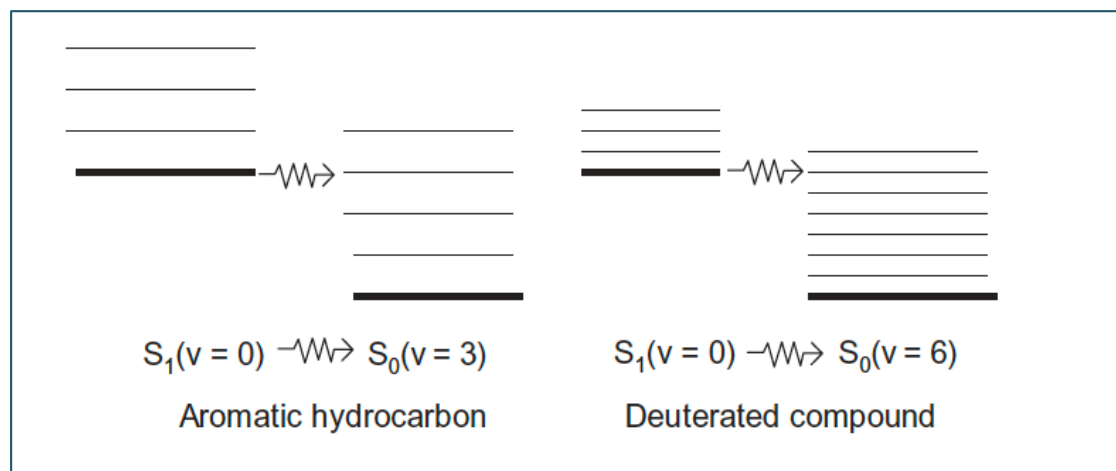 S₁(v = 0) S₀(v = 3)
S₁(v = 0) S₀(v = 6)
Aromatic hydrocarbon
Deuterated compound